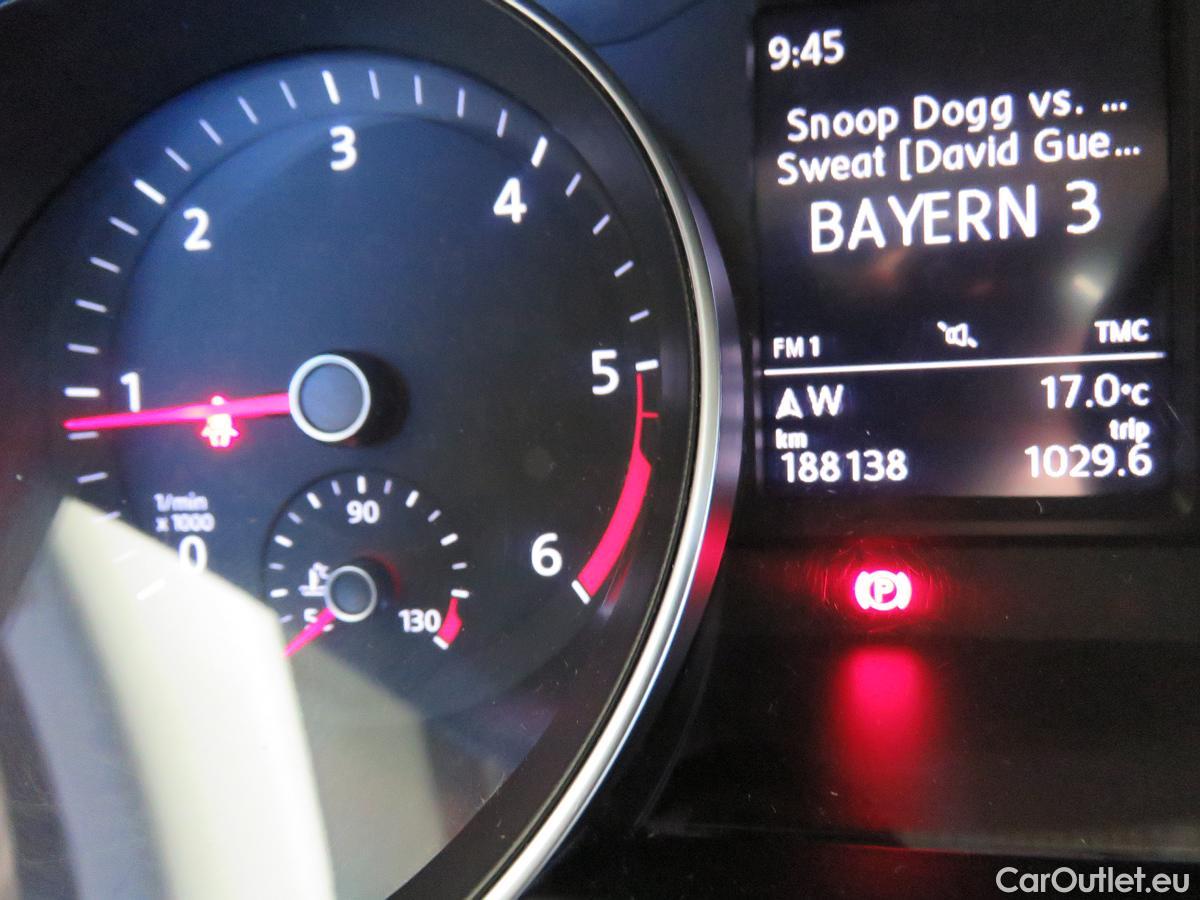 9:45
Snoop Dogg vs. ...
Sweat [David Gue...
BAYERN 3
FM 1 TMC
W 17.0°C
km trip
188138 1029.6
P
3
2 4
1 5
1/min
x 1000
0 6
90
130
CarOutlet.eu